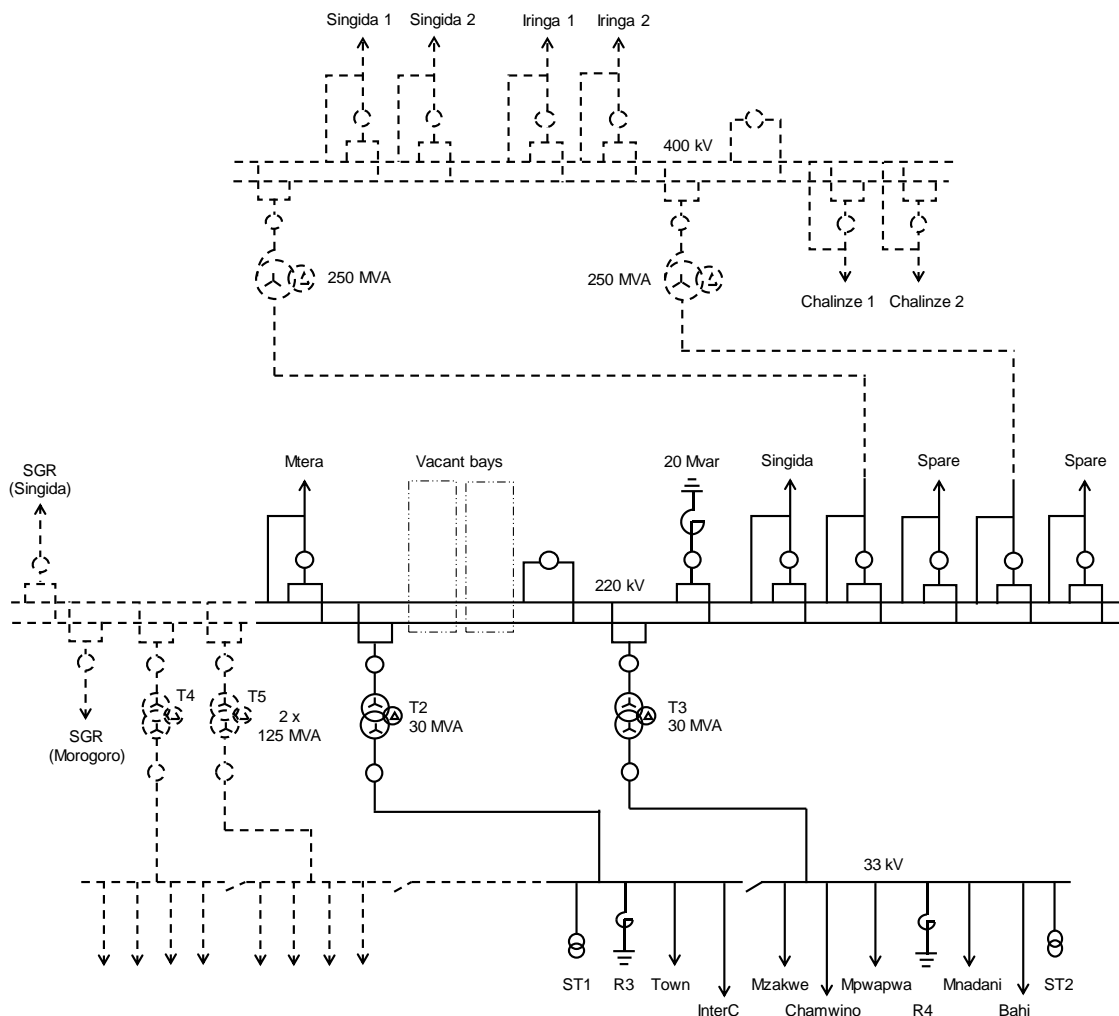 Singida 1
Singida 2
Iringa 1
Iringa 2
400 kV
250 MVA
250 MVA
Chalinze 1
Chalinze 2
SGR
(Singida)
Mtera
Vacant bays
20 Mvar
Singida
Spare
Spare
220 kV
T4
T5
2 x
125 MVA
T2
30 MVA
T3
30 MVA
SGR
(Morogoro)
33 kV
ST1
R3
Town
InterC
Mzakwe
Chamwino
Mpwapwa
R4
Mnadani
Bahi
ST2